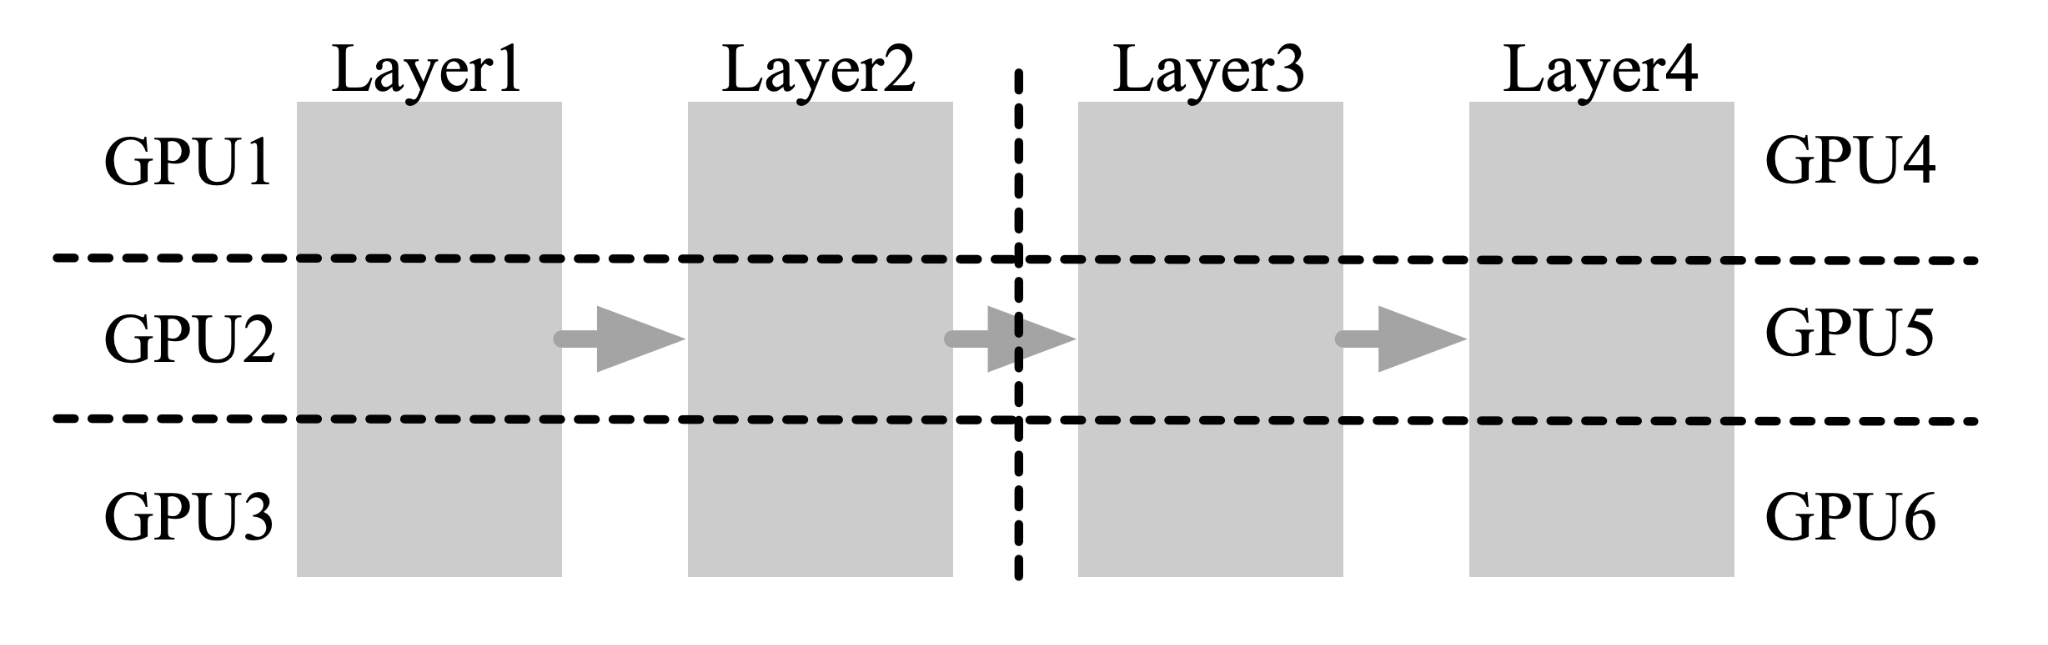 Layer1 Layer2 Layer3 Layer4
GPU1 GPU4
GPU2 GPU5
GPU3 GPU6